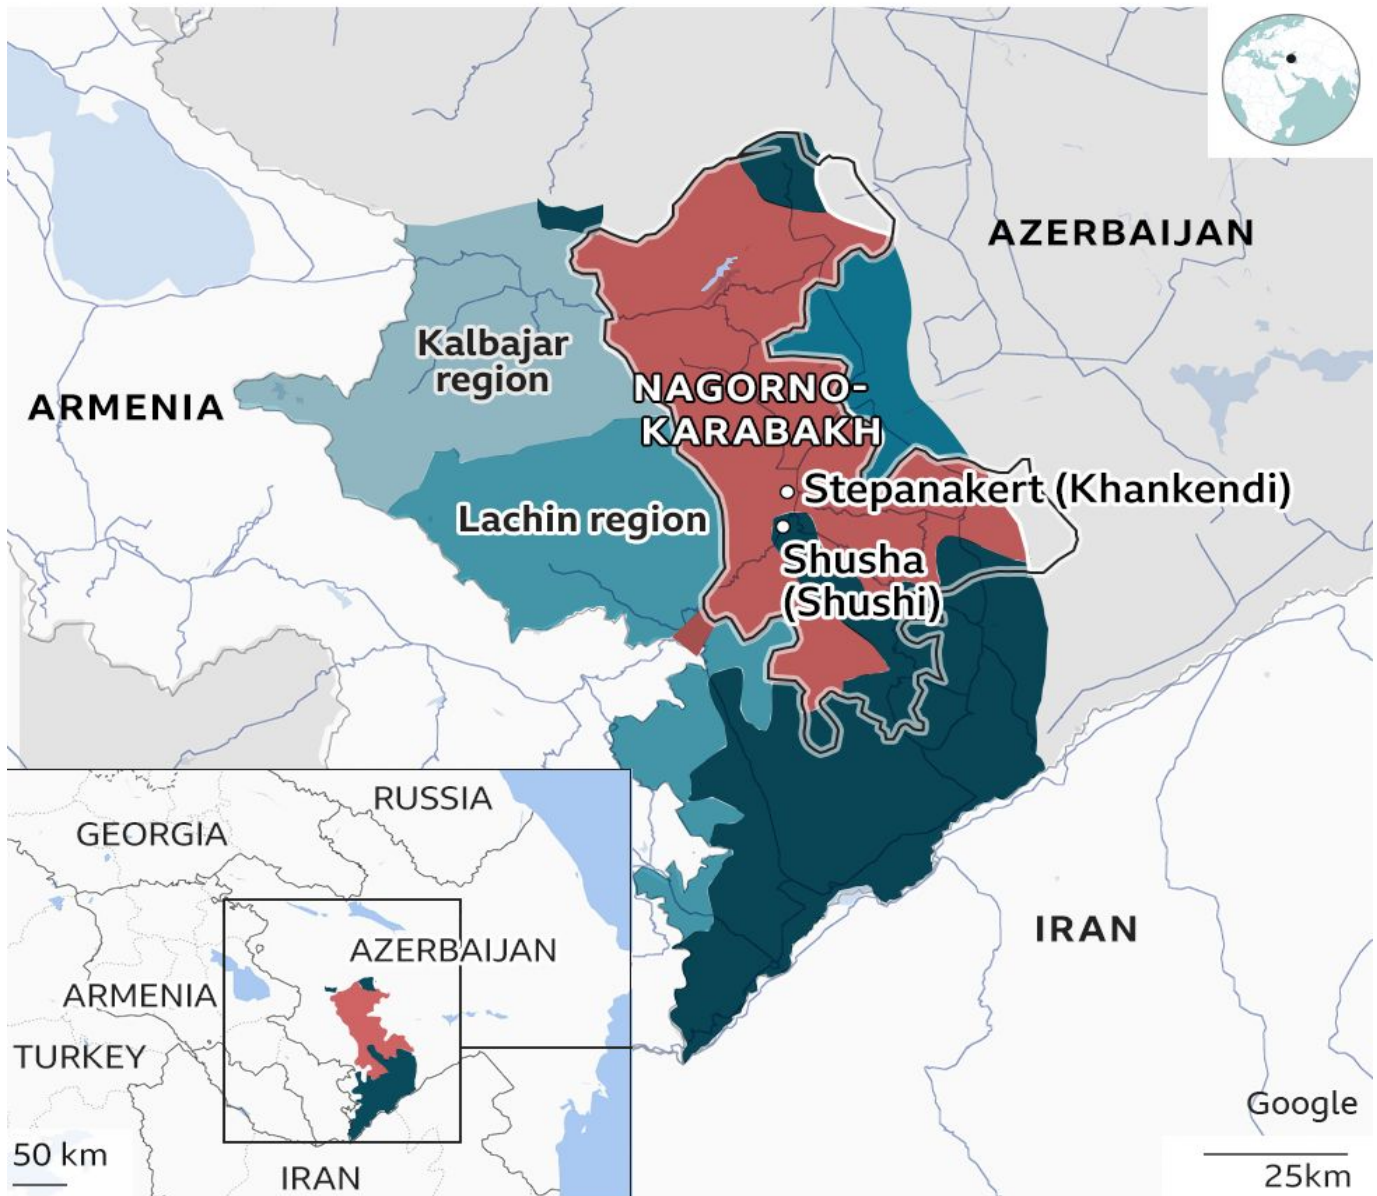 AZERBAIJAN
Kalbajar
region
ARMENIA
NAGORNO-
KARABAKH
Stepanakert (Khankendi)
Lachin region
Shusha
(Shushi)
IRAN
RUSSIA
GEORGIA
AZERBAIJAN
ARMENIA
TURKEY
IRAN
50 km
Google
25km